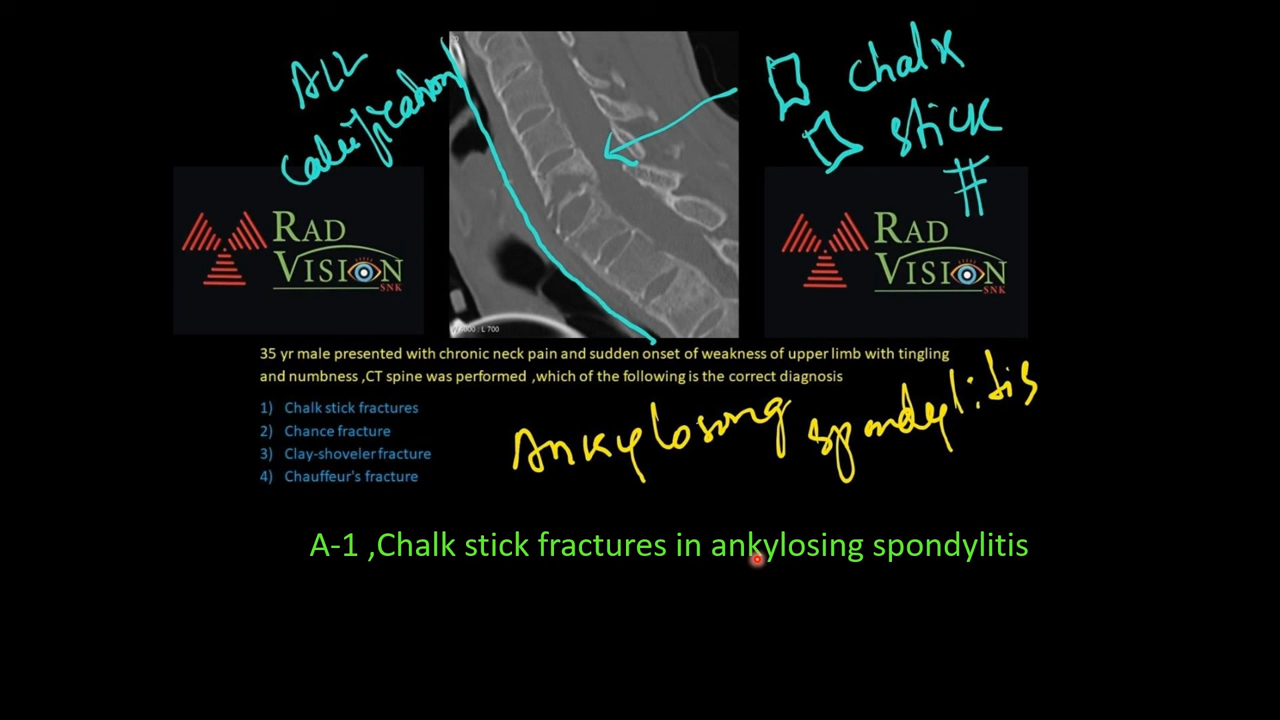 ALL
calcification
chalk
stick
#
RAD
VISION
SNK
RAD
VISION
SNK
L 700
35 yr male presented with chronic neck pain and sudden onset of weakness of upper limb with tingling
and numbness ,CT spine was performed ,which of the following is the correct diagnosis
1) Chalk stick fractures
2) Chance fracture
3) Clay-shoveler fracture
4) Chauffeur's fracture
Ankylosing spondylitis
A-1 ,Chalk stick fractures in ankylosing spondylitis